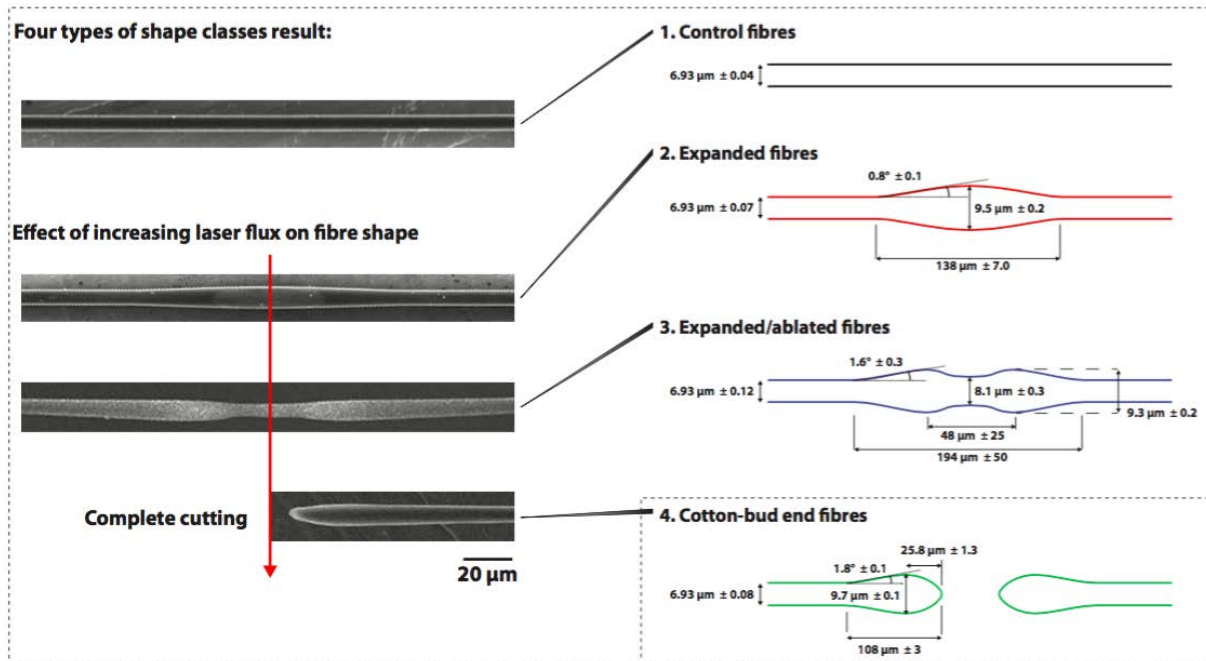 Four types of shape classes result:
1. Control fibres
6.93 µm ± 0.04
2. Expanded fibres
0.8° ± 0.1
6.93 µm ± 0.07
9.5 µm ± 0.2
138 µm ± 7.0
Effect of increasing laser flux on fibre shape
3. Expanded/ablated fibres
1.6° ± 0.3
6.93 µm ± 0.12
8.1 µm ± 0.3
9.3 µm ± 0.2
48 µm ± 25
194 µm ± 50
Complete cutting
20 µm
4. Cotton-bud end fibres
25.8 µm ± 1.3
1.8° ± 0.1
6.93 µm ± 0.08
9.7 µm ± 0.1
108 µm ± 3